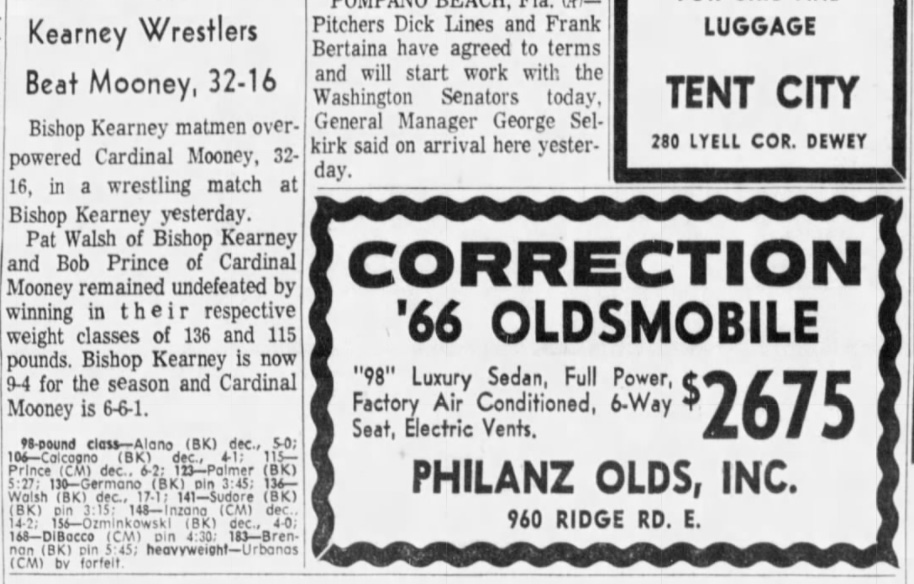 Kearney Wrestlers
Beat Mooney, 32-16
Bishop Kearney matmen over-
powered Cardinal Mooney, 32-
16, in a wrestling match at
Bishop Kearney yesterday.
Pat Walsh of Bishop Kearney
and Bob Prince of Cardinal
Mooney remained undefeated by
winning in their respective
weight classes of 136 and 115
pounds. Bishop Kearney is now
9-4 for the season and Cardinal
Mooney is 6-6-1.
98-pound class—Alano (BK) dec., 5-0;
106—Calcagno (BK) dec., 4-1; 115—
Prince (CM) dec., 6-2; 123—Palmer (BK)
5:27; 130—Germano (BK) pin 3:45; 136—
Walsh (BK) dec., 17-1; 141—Sudore (BK)
(BK) pin 3:15; 148—Inzana (CM) dec.,
14-2; 156—Ozminkowski (BK) dec., 4-0;
168—DiBacco (CM) pin 4:30; 183—Bren-
nan (BK) pin 5:45; heavyweight—Urbanas
(CM) by forfeit.
POMPANO BEACH, Fla. (AP)—
Pitchers Dick Lines and Frank
Bertaina have agreed to terms
and will start work with the
Washington Senators today,
General Manager George Sel-
kirk said on arrival here yester-
day.
LUGGAGE
TENT CITY
280 LYELL COR. DEWEY
CORRECTION
'66 OLDSMOBILE
"98" Luxury Sedan, Full Power,
Factory Air Conditioned, 6-Way
Seat, Electric Vents.
$2675
PHILANZ OLDS, INC.
960 RIDGE RD. E.